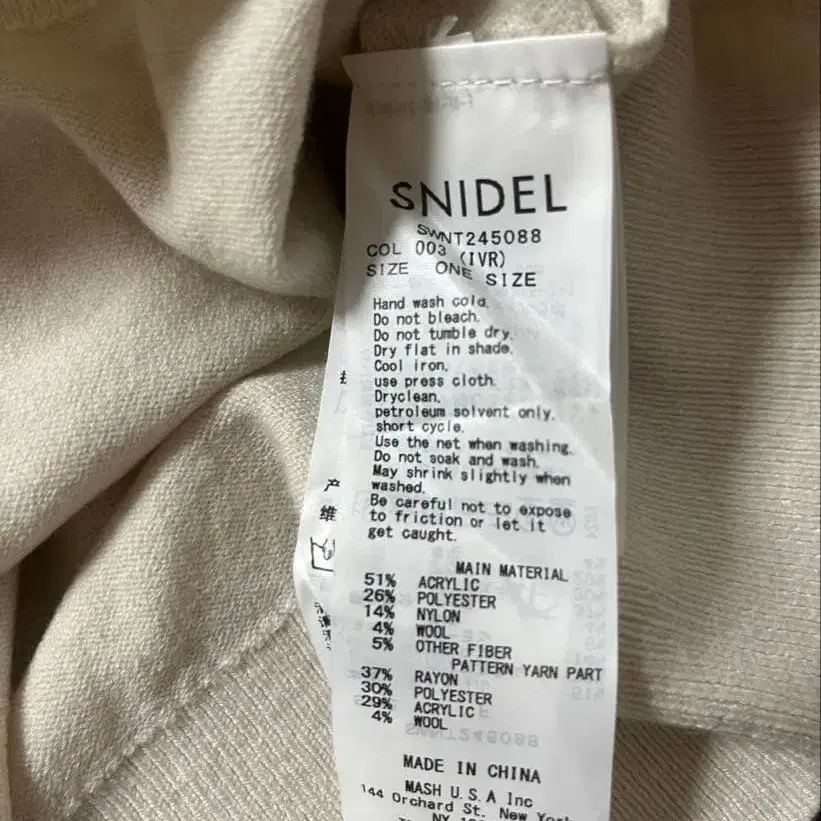 SNIDEL
SWNT245088
COL 003 (IVR)
SIZE ONE SIZE
Hand wash cold.
Do not bleach.
Do not tumble dry.
Dry flat in shade.
Cool iron.
use press cloth.
Dryclean,
petroleum solvent only.
short cycle.
Use the net when washing.
Do not soak and wash.
May shrink slightly when
washed.
Be careful not to expose
to friction or let it
get caught.
MAIN MATERIAL
51% ACRYLIC
26% POLYESTER
14% NYLON
4% WOOL
5% OTHER FIBER
PATTERN YARN PART
37% RAYON
30% POLYESTER
29% ACRYLIC
4% WOOL
MADE IN CHINA
MASH U.S.A Inc
144 Orchard St. New York
NY
产
维